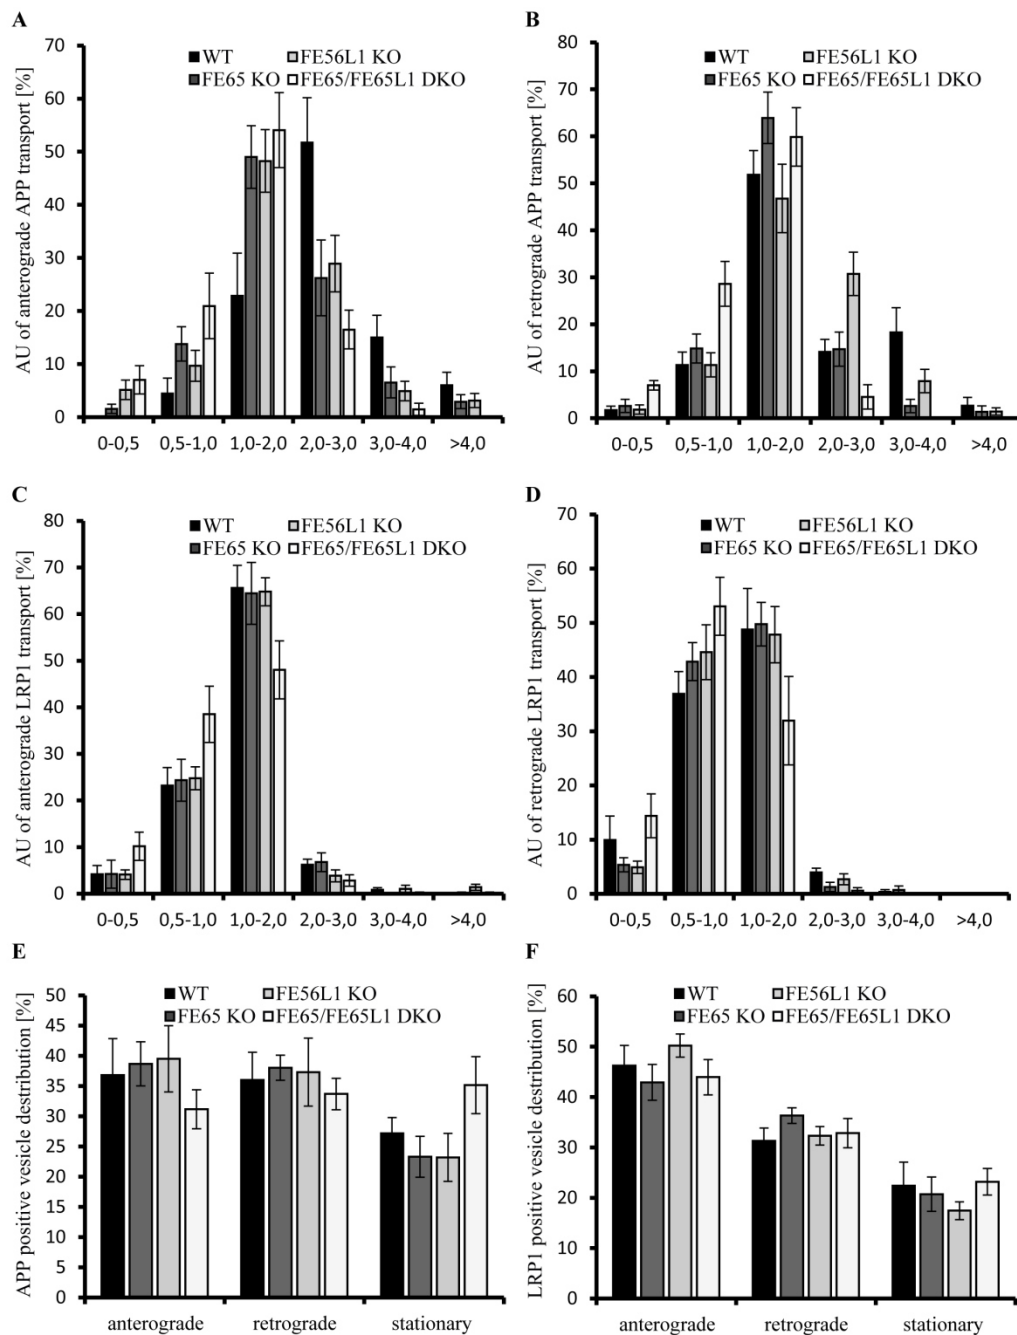 A
AU of anterograde APP transport [%]
70
60
50
40
30
20
10
0
WT
FE56L1 KO
FE65 KO
FE65/FE65L1 DKO
0-0,5
0,5-1,0
1,0-2,0
2,0-3,0
3,0-4,0
>4,0
B
AU of retrograde APP transport [%]
80
70
60
50
40
30
20
10
0
WT
FE56L1 KO
FE65 KO
FE65/FE65L1 DKO
0-0,5
0,5-1,0
1,0-2,0
2,0-3,0
3,0-4,0
>4,0
C
AU of anterograde LRP1 transport [%]
80
70
60
50
40
30
20
10
0
WT
FE56L1 KO
FE65 KO
FE65/FE65L1 DKO
0-0,5
0,5-1,0
1,0-2,0
2,0-3,0
3,0-4,0
>4,0
D
AU of retrograde LRP1 transport [%]
70
60
50
40
30
20
10
0
WT
FE56L1 KO
FE65 KO
FE65/FE65L1 DKO
0-0,5
0,5-1,0
1,0-2,0
2,0-3,0
3,0-4,0
>4,0
E
APP positive vesicle destribution [%]
50
45
40
35
30
25
20
15
10
5
0
WT
FE56L1 KO
FE65 KO
FE65/FE65L1 DKO
anterograde
retrograde
stationary
F
LRP1 positive vesicle destribution [%]
60
50
40
30
20
10
0
WT
FE56L1 KO
FE65 KO
FE65/FE65L1 DKO
anterograde
retrograde
stationary